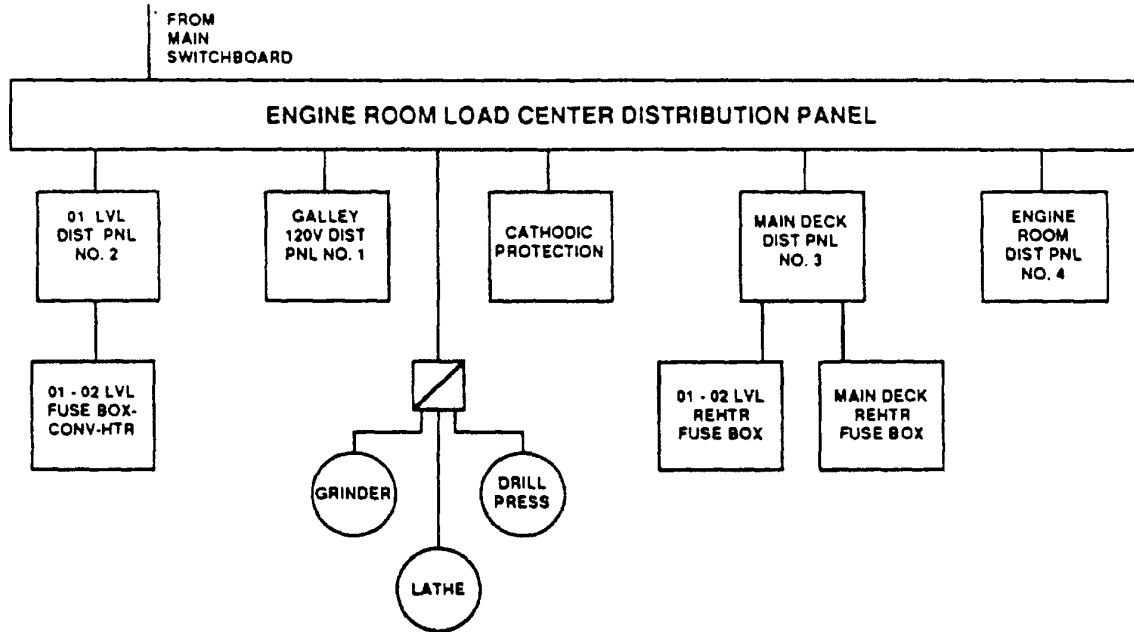 FROM
MAIN
SWITCHBOARD
ENGINE ROOM LOAD CENTER DISTRIBUTION PANEL
01 LVL
DIST PNL
NO. 2
GALLEY
120V DIST
PNL NO. 1
CATHODIC
PROTECTION
MAIN DECK
DIST PNL
NO. 3
ENGINE
ROOM
DIST PNL
NO. 4
01 - 02 LVL
FUSE BOX-
CONV-HTR
01 - 02 LVL
REHTR
FUSE BOX
MAIN DECK
REHTR
FUSE BOX
GRINDER
DRILL
PRESS
LATHE